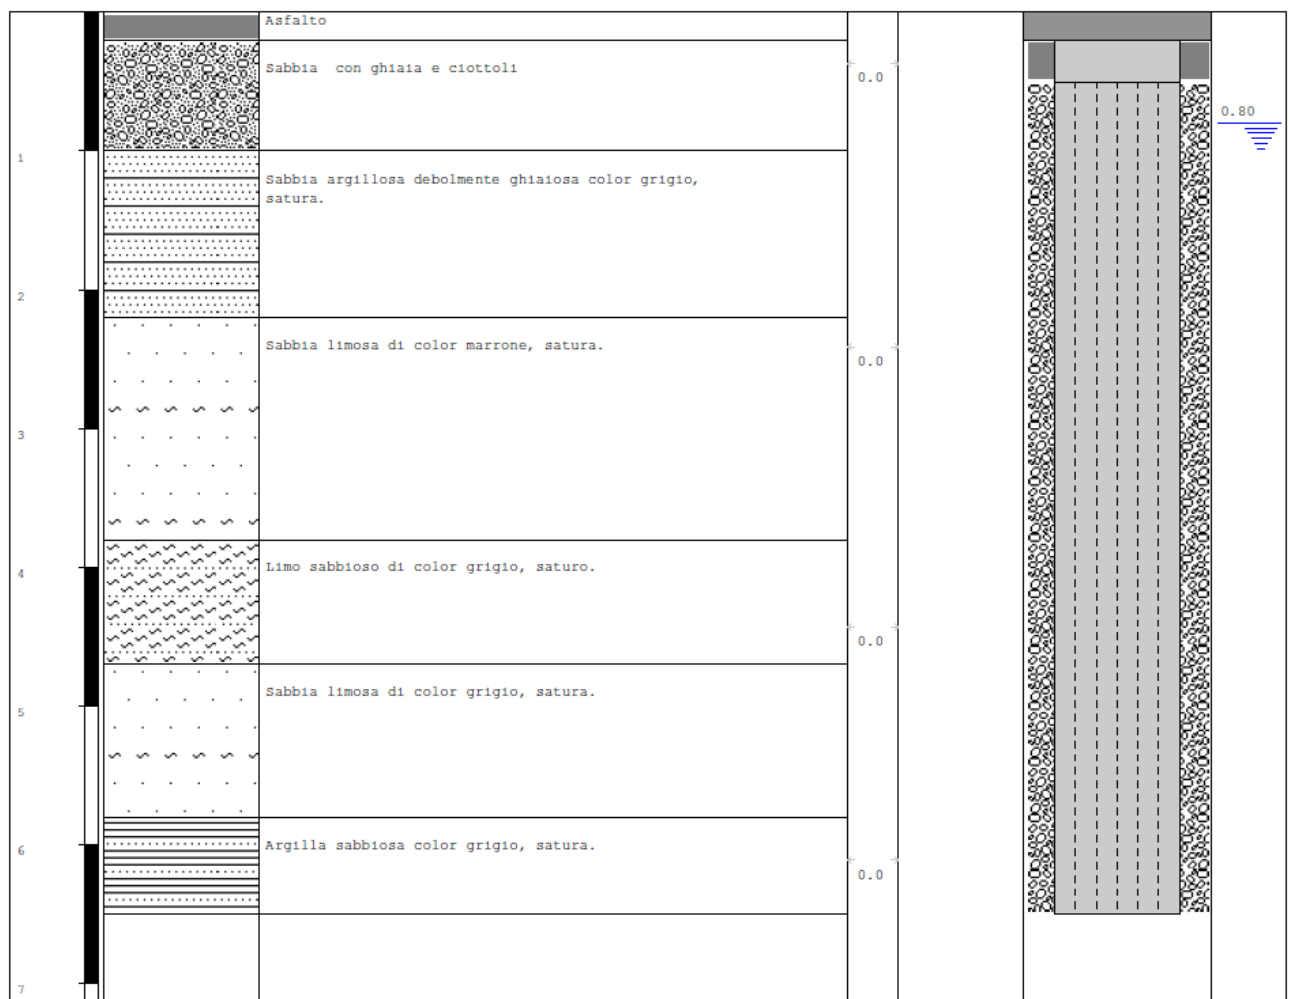 Asfalto
Sabbia con ghiaia e ciottoli
0.0
0.80
1
Sabbia argillosa debolmente ghiaiosa color grigio,
satura.
2
Sabbia limosa di color marrone, satura.
0.0
3
Limo sabbioso di color grigio, saturo.
4
0.0
Sabbia limosa di color grigio, satura.
5
Argilla sabbiosa color grigio, satura.
6
0.0
7